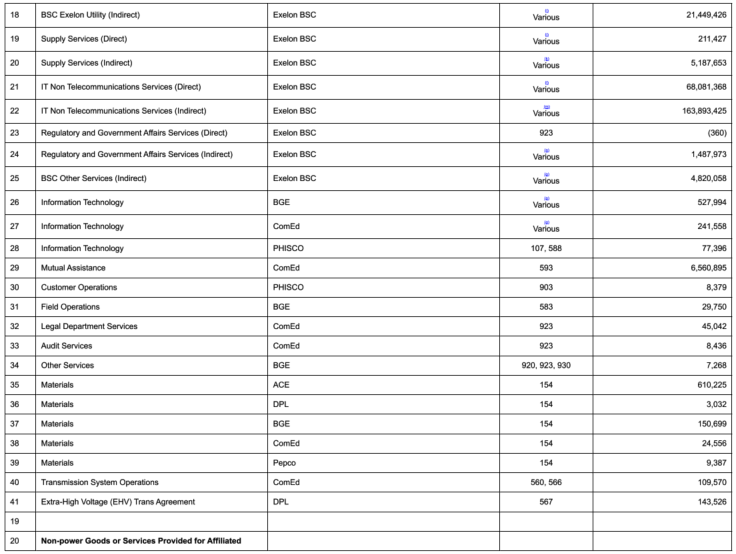 18 BSC Exelon Utility (Indirect) Exelon BSC Various 21,449,426
19 Supply Services (Direct) Exelon BSC Various 211,427
20 Supply Services (Indirect) Exelon BSC Various 5,187,653
21 IT Non Telecommunications Services (Direct) Exelon BSC Various 68,081,368
22 IT Non Telecommunications Services (Indirect) Exelon BSC Various 163,893,425
23 Regulatory and Government Affairs Services (Direct) Exelon BSC 923 (360)
24 Regulatory and Government Affairs Services (Indirect) Exelon BSC Various 1,487,973
25 BSC Other Services (Indirect) Exelon BSC Various 4,820,058
26 Information Technology BGE Various 527,994
27 Information Technology ComEd Various 241,558
28 Information Technology PHISCO 107, 588 77,396
29 Mutual Assistance ComEd 593 6,560,895
30 Customer Operations PHISCO 903 8,379
31 Field Operations BGE 583 29,750
32 Legal Department Services ComEd 923 45,042
33 Audit Services ComEd 923 8,436
34 Other Services BGE 920, 923, 930 7,268
35 Materials ACE 154 610,225
36 Materials DPL 154 3,032
37 Materials BGE 154 150,699
38 Materials ComEd 154 24,556
39 Materials Pepco 154 9,387
40 Transmission System Operations ComEd 560, 566 109,570
41 Extra-High Voltage (EHV) Trans Agreement DPL 567 143,526
19
20 Non-power Goods or Services Provided for Affiliated